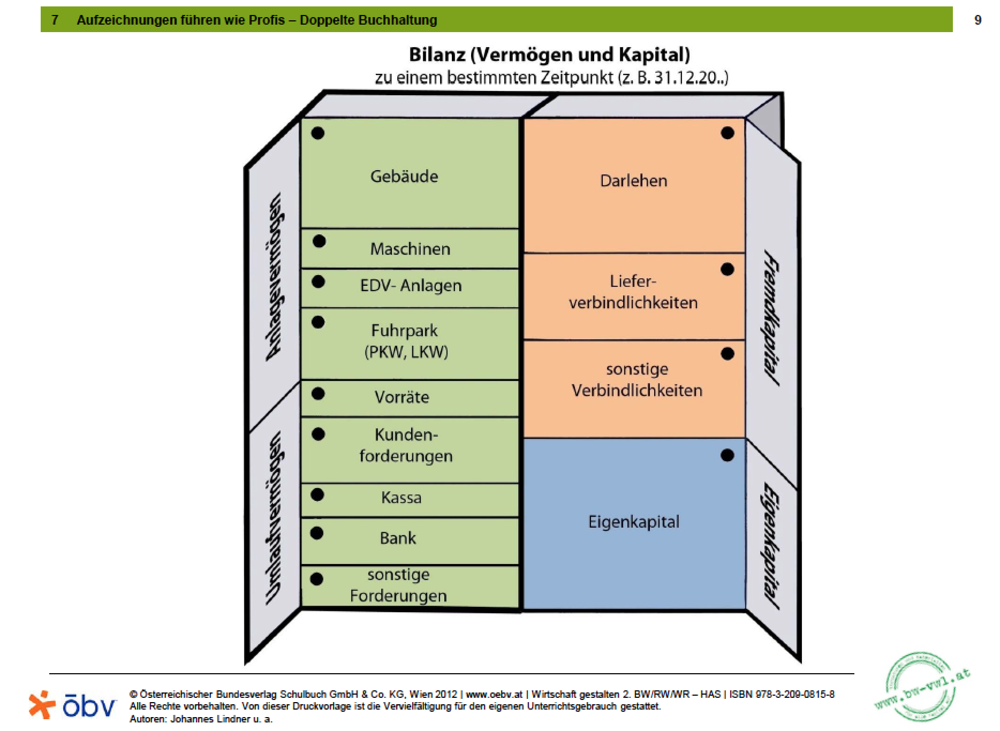 7 Aufzeichnungen führen wie Profis – Doppelte Buchhaltung
9
Bilanz (Vermögen und Kapital)
zu einem bestimmten Zeitpunkt (z. B. 31.12.20..)
Anlagevermögen
Umlaufvermögen
Gebäude
Maschinen
EDV- Anlagen
Fuhrpark
(PKW, LKW)
Vorräte
Kunden-
forderungen
Kassa
Bank
sonstige
Forderungen
Darlehen
Liefer-
verbindlichkeiten
sonstige
Verbindlichkeiten
Eigenkapital
Fremdkapital
Eigenkapital
öbv
© Österreichischer Bundesverlag Schulbuch GmbH & Co. KG, Wien 2012 | www.oebv.at | Wirtschaft gestalten 2. BW/RW/WR – HAS | ISBN 978-3-209-0815-8
Alle Rechte vorbehalten. Von dieser Druckvorlage ist die Vervielfältigung für den eigenen Unterrichtsgebrauch gestattet.
Autoren: Johannes Lindner u. a.
www.bw-vwl.at